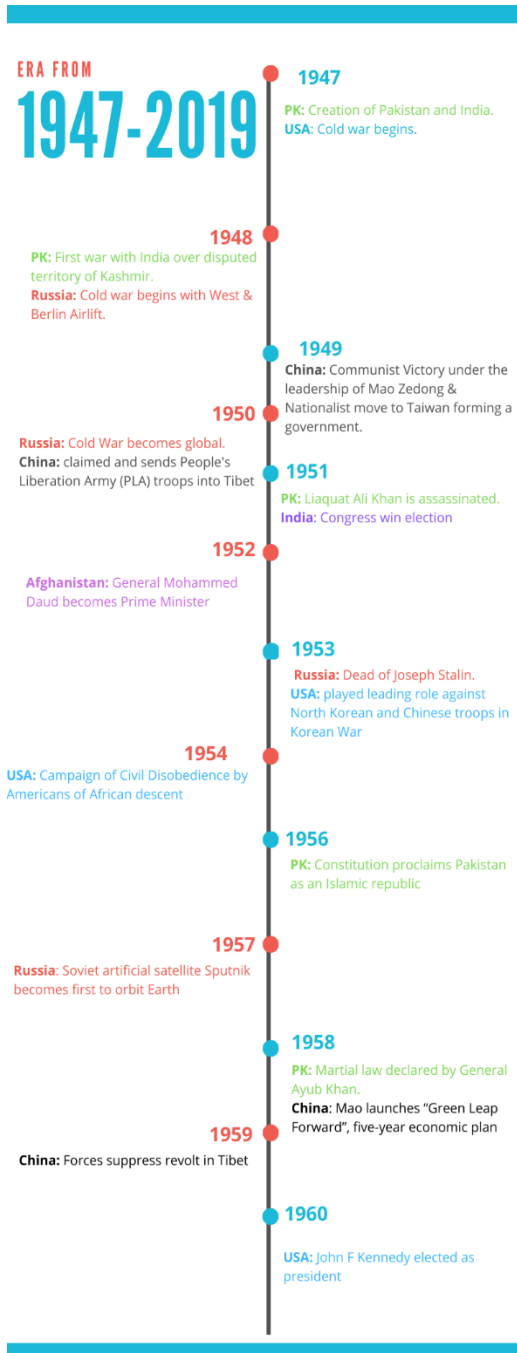 ERA FROM
1947-2019
1947
PK: Creation of Pakistan and India.
USA: Cold war begins.
1948
PK: First war with India over disputed
territory of Kashmir.
Russia: Cold war begins with West &
Berlin Airlift.
1949
China: Communist Victory under the
leadership of Mao Zedong &
Nationalist move to Taiwan forming a
government.
1950
Russia: Cold War becomes global.
China: claimed and sends People's
Liberation Army (PLA) troops into Tibet
1951
PK: Liaquat Ali Khan is assassinated.
India: Congress win election
1952
Afghanistan: General Mohammed
Daud becomes Prime Minister
1953
Russia: Dead of Joseph Stalin.
USA: played leading role against
North Korean and Chinese troops in
Korean War
1954
USA: Campaign of Civil Disobedience by
Americans of African descent
1956
PK: Constitution proclaims Pakistan
as an Islamic republic
1957
Russia: Soviet artificial satellite Sputnik
becomes first to orbit Earth
1958
PK: Martial law declared by General
Ayub Khan.
China: Mao launches “Green Leap
Forward”, five-year economic plan
1959
China: Forces suppress revolt in Tibet
1960
USA: John F Kennedy elected as
president